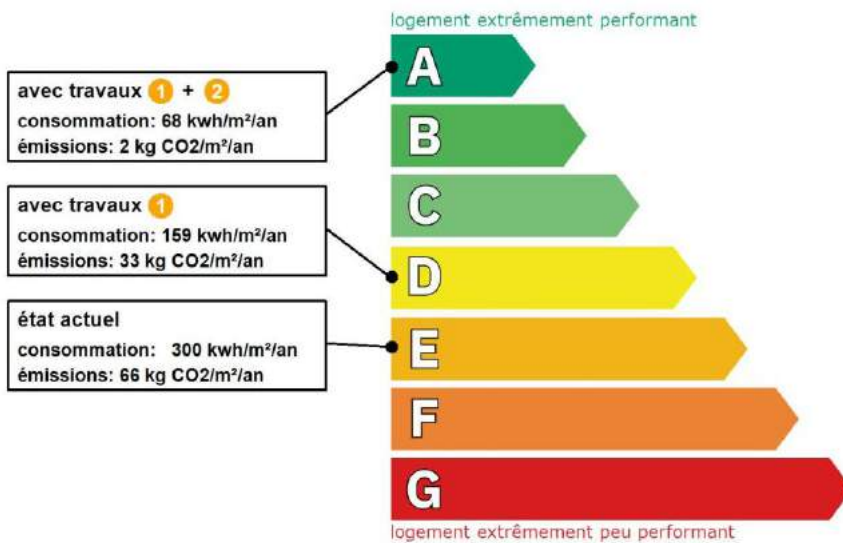 logement extrêmement performant
A
avec travaux 1 + 2
consommation: 68 kwh/m²/an
émissions: 2 kg CO2/m²/an
B
C
avec travaux 1
consommation: 159 kwh/m²/an
émissions: 33 kg CO2/m²/an
D
état actuel
consommation: 300 kwh/m²/an
émissions: 66 kg CO2/m²/an
E
F
G
logement extrêmement peu performant